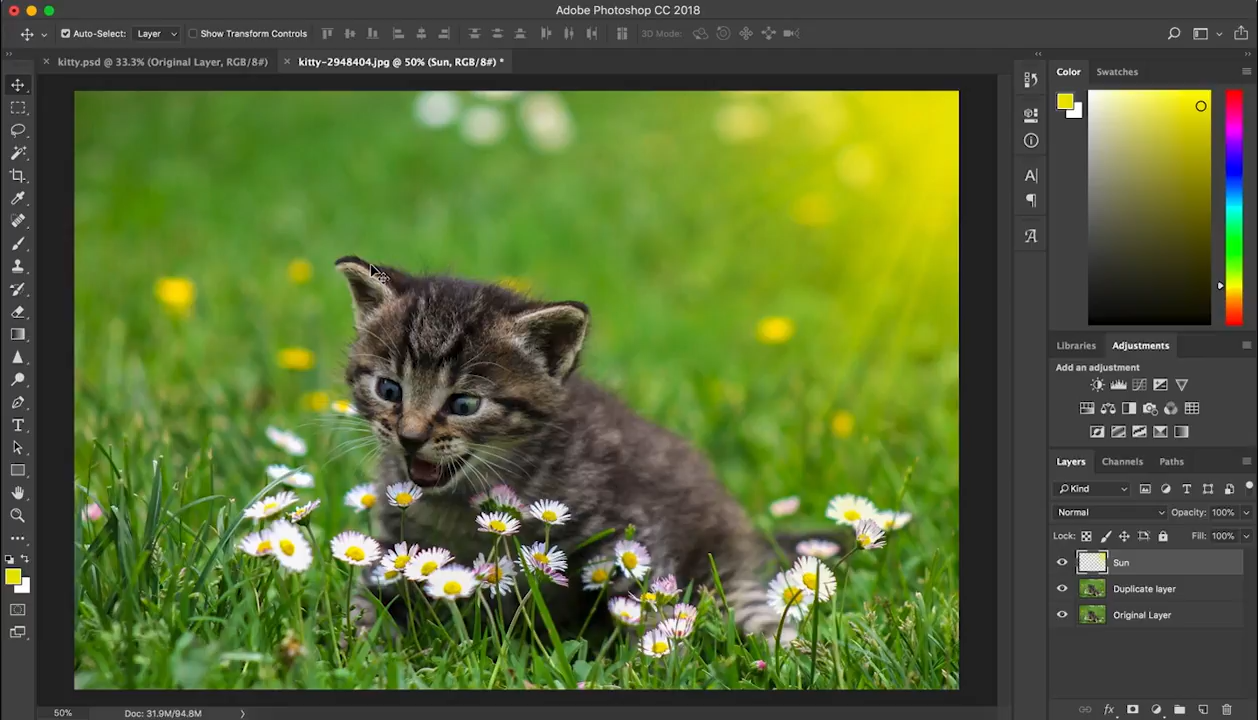 Adobe Photoshop CC 2018
Auto-Select: Layer Show Transform Controls 3D Mode:
kitty.psd @ 33.3% (Original Layer, RGB/8#) kitty-2948404.jpg @ 50% (Sun, RGB/8#) *
Color Swatches
Libraries Adjustments
Add an adjustment
Layers Channels Paths
Kind
Normal Opacity: 100%
Lock: Fill: 100%
Sun
Duplicate layer
Original Layer
50% Doc: 31.9M/94.8M